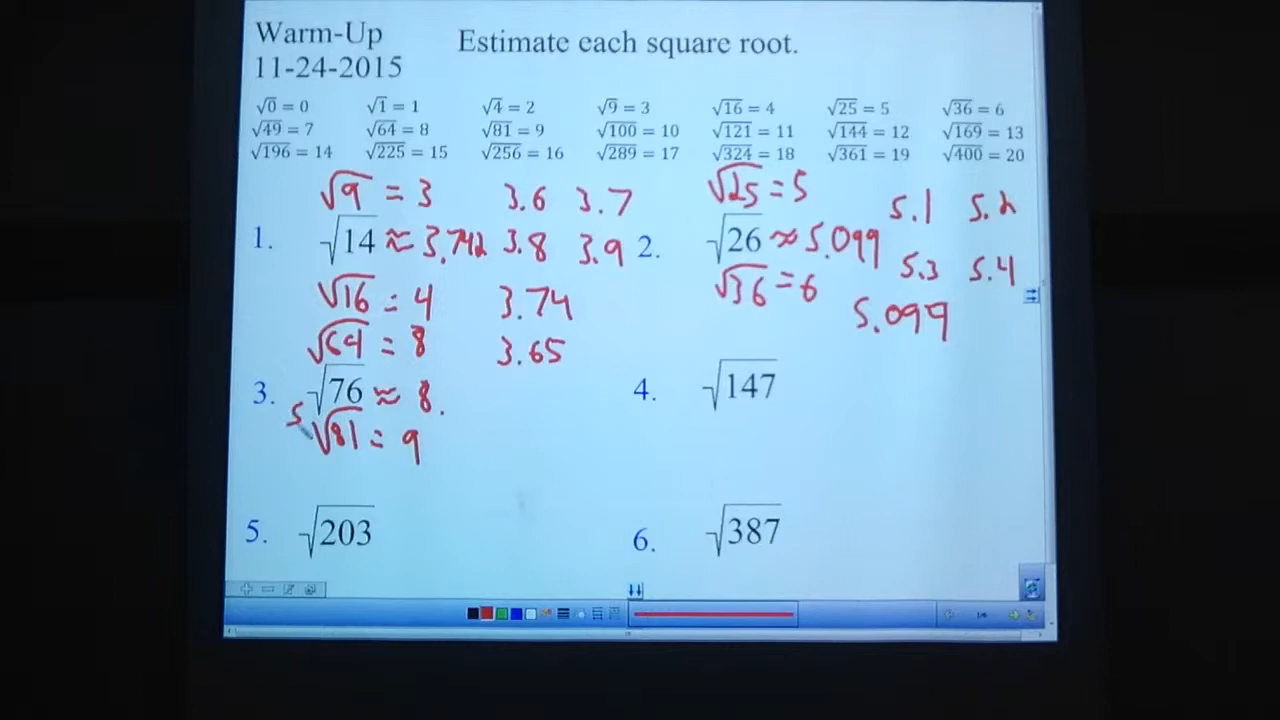 Warm-Up Estimate each square root.
11-24-2015
√0 = 0 √1 = 1 √4 = 2 √9 = 3 √16 = 4 √25 = 5 √36 = 6
√49 = 7 √64 = 8 √81 = 9 √100 = 10 √121 = 11 √144 = 12 √169 = 13
√196 = 14 √225 = 15 √256 = 16 √289 = 17 √324 = 18 √361 = 19 √400 = 20
√9 = 3 3.6 3.7
1. √14 ≈ 3.742 3.8 3.9
√16 = 4 3.74
3.65
√25 = 5 5.1 5.2
2. √26 ≈ 5.099 5.3 5.4
√36 = 6 5.099
√64 = 8
3. √76 ≈ 8.
5 √81 = 9
4. √147
5. √203
6. √387
1/6